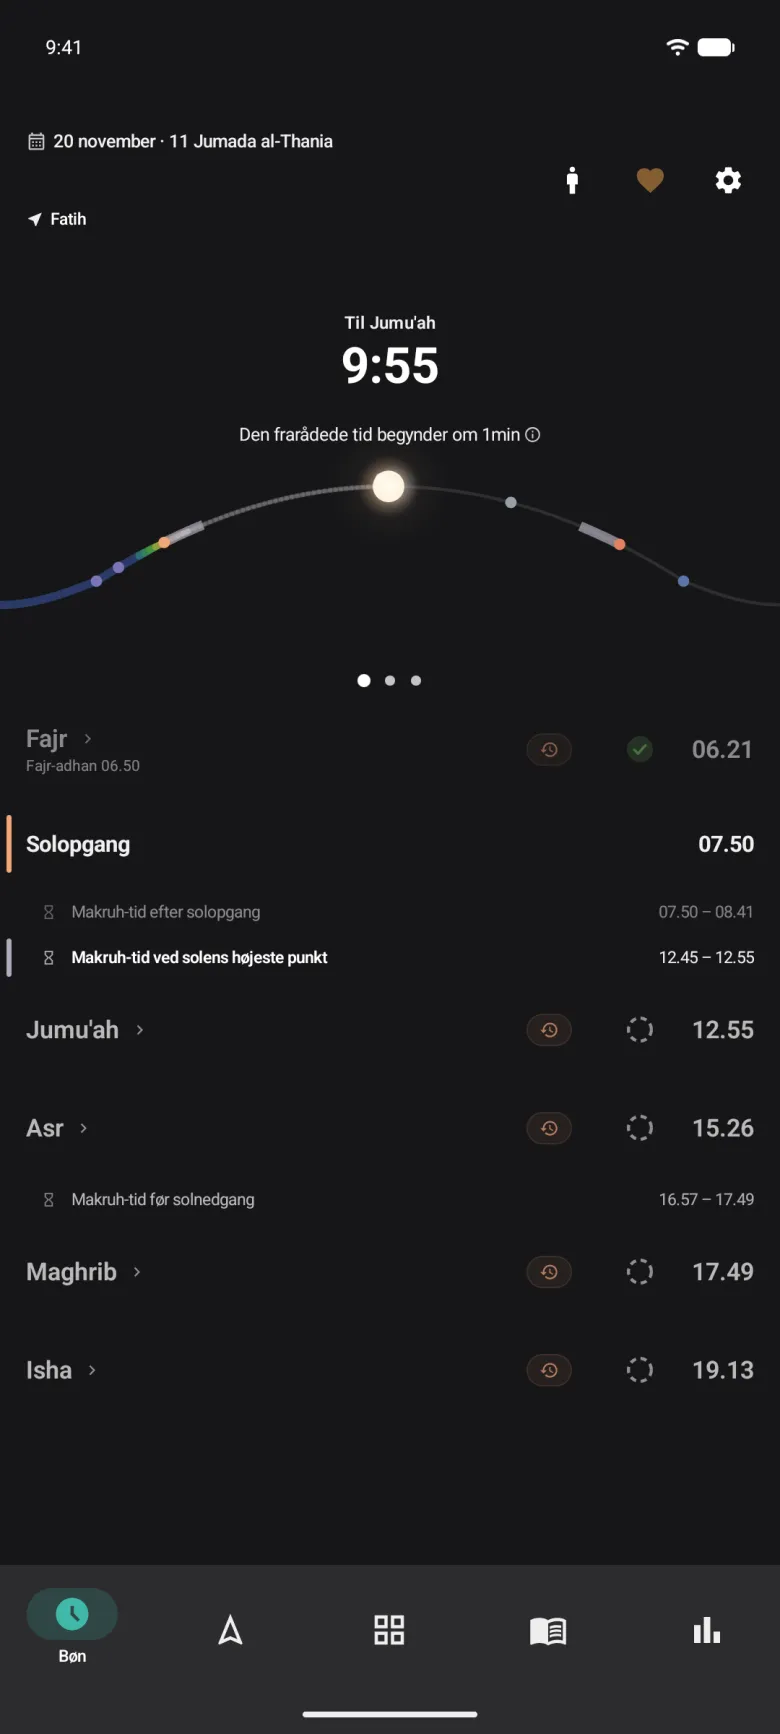 9:41
20 november · 11 Jumada al-Thania
Fatih
Til Jumu'ah
9:55
Den frarådede tid begynder om 1min
Fajr
06.21
Fajr-adhan 06.50
Solopgang
07.50
Makruh-tid efter solopgang
07.50 – 08.41
Makruh-tid ved solens højeste punkt
12.45 – 12.55
Jumu'ah
12.55
Asr
15.26
Makruh-tid før solnedgang
16.57 – 17.49
Maghrib
17.49
Isha
19.13
Bøn